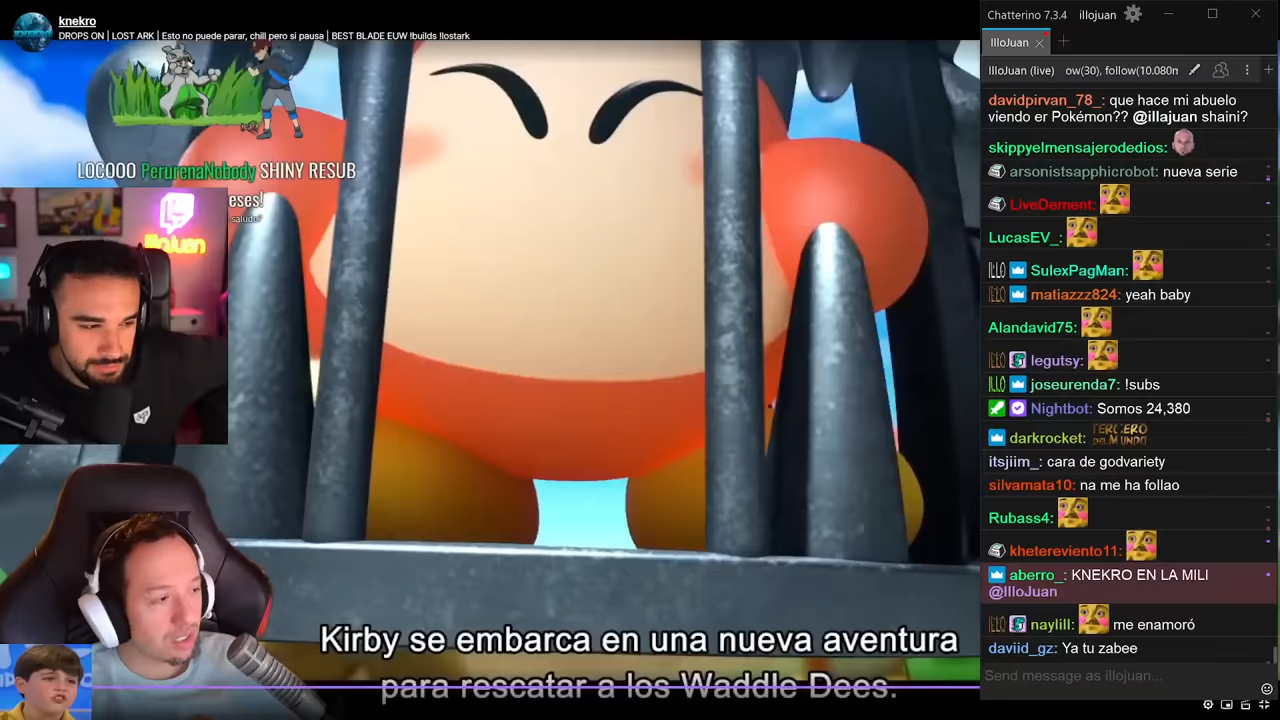 knekro
DROPS ON | LOST ARK | Esto no puede parar, chill pero si pausa | BEST BLADE EUW !builds !lostark
LOCOOO PerurenaNobody SHINY RESUB
eses!
saludo?
IlloJuan
Kirby se embarca en una nueva aventura
para rescatar a los Waddle Dees.
Chatterino 7.3.4 illojuan
IlloJuan
IlloJuan (live) ow(30), follow(10.080n
davidpirvan_78_: que hace mi abuelo
viendo er Pokémon?? @illajuan shaini?
skippyelmensajerodedios:
arsonistsapphicrobot: nueva serie
LiveDement:
LucasEV_:
SulexPagMan:
matiazzz824: yeah baby
Alandavid75:
legutsy:
joseurenda7: !subs
Nightbot: Somos 24,380
darkrocket: TERCERO
DEL MUNDO
itsjiim_: cara de godvariety
silvamata10: na me ha follao
Rubass4:
khetereviento11:
aberro_: KNEKRO EN LA MILI
@IlloJuan
naylill: me enamoró
daviid_gz: Ya tu zabee
Send message as illojuan...